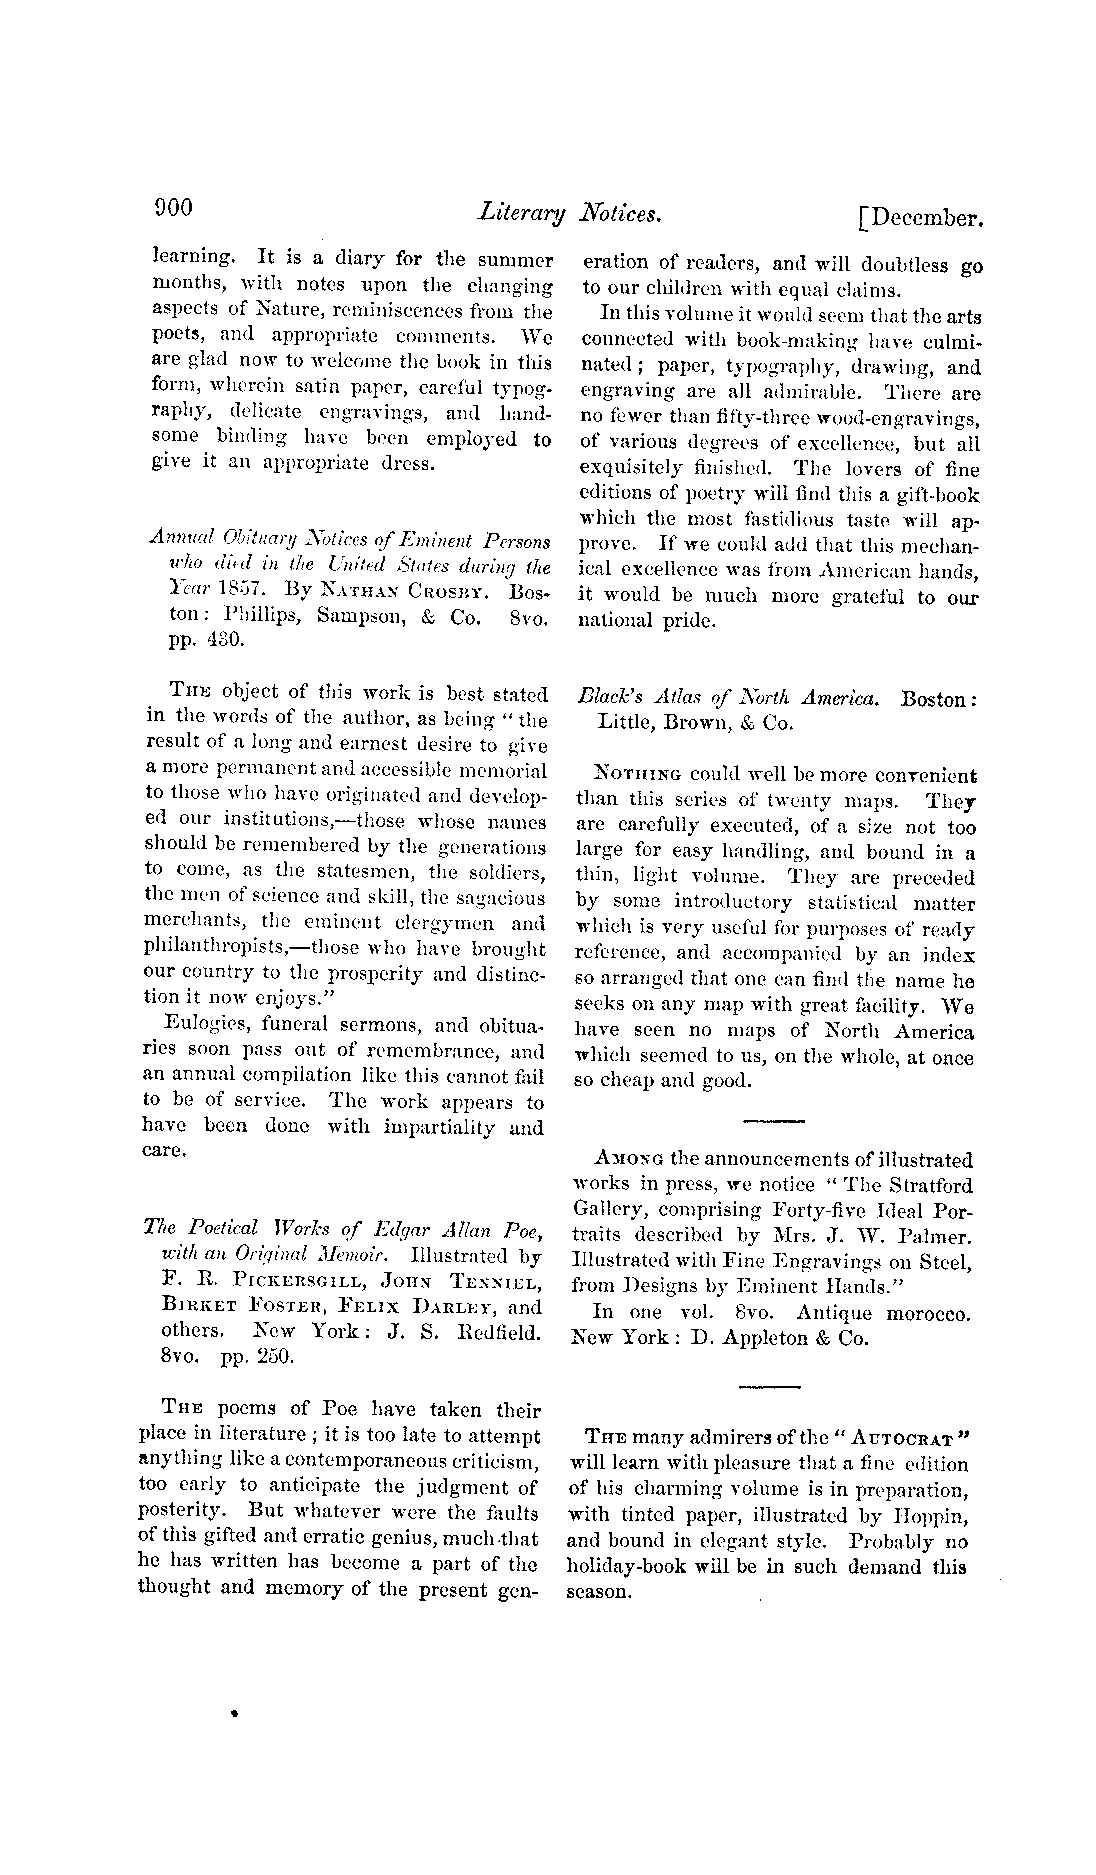 900
Literary Notices.
[December.
learning. It is a diary for the summer
months, with notes upon the changing
aspects of Nature, reminiscences from the
poets, and appropriate comments. We
are glad now to welcome the book in this
form, wherein satin paper, careful typog-
raphy, delicate engravings, and hand-
some binding have been employed to
give it an appropriate dress.
Annual Obituary Notices of Eminent Persons
who died in the United States during the
Year 1857. By NATHAN CROSBY. Bos-
ton: Phillips, Sampson, & Co. 8vo.
pp. 430.
THE object of this work is best stated
in the words of the author, as being "the
result of a long and earnest desire to give
a more permanent and accessible memorial
to those who have originated and develop-
ed our institutions,—those whose names
should be remembered by the generations
to come, as the statesmen, the soldiers,
the men of science and skill, the sagacious
merchants, the eminent clergymen and
philanthropists,—those who have brought
our country to the prosperity and distinc-
tion it now enjoys."
Eulogies, funeral sermons, and obitua-
ries soon pass out of remembrance, and
an annual compilation like this cannot fail
to be of service. The work appears to
have been done with impartiality and
care.
The Poetical Works of Edgar Allan Poe,
with an Original Memoir. Illustrated by
F. R. PICKERSGILL, JOHN TENNIEL,
BIRKET FOSTER, FELIX DARLEY, and
others. New York: J. S. Redfield.
8vo. pp. 250.
THE poems of Poe have taken their
place in literature; it is too late to attempt
anything like a contemporaneous criticism,
too early to anticipate the judgment of
posterity. But whatever were the faults
of this gifted and erratic genius, much that
he has written has become a part of the
thought and memory of the present gen-
eration of readers, and will doubtless go
to our children with equal claims.
In this volume it would seem that the arts
connected with book-making have culmi-
nated; paper, typography, drawing, and
engraving are all admirable. There are
no fewer than fifty-three wood-engravings,
of various degrees of excellence, but all
exquisitely finished. The lovers of fine
editions of poetry will find this a gift-book
which the most fastidious taste will ap-
prove. If we could add that this mechan-
ical excellence was from American hands,
it would be much more grateful to our
national pride.
Black's Atlas of North America. Boston:
Little, Brown, & Co.
NOTHING could well be more convenient
than this series of twenty maps. They
are carefully executed, of a size not too
large for easy handling, and bound in a
thin, light volume. They are preceded
by some introductory statistical matter
which is very useful for purposes of ready
reference, and accompanied by an index
so arranged that one can find the name he
seeks on any map with great facility. We
have seen no maps of North America
which seemed to us, on the whole, at once
so cheap and good.
AMONG the announcements of illustrated
works in press, we notice "The Stratford
Gallery, comprising Forty-five Ideal Por-
traits described by Mrs. J. W. Palmer.
Illustrated with Fine Engravings on Steel,
from Designs by Eminent Hands."
In one vol. 8vo. Antique morocco.
New York: D. Appleton & Co.
THE many admirers of the "AUTOCRAT"
will learn with pleasure that a fine edition
of his charming volume is in preparation,
with tinted paper, illustrated by Hoppin,
and bound in elegant style. Probably no
holiday-book will be in such demand this
season.